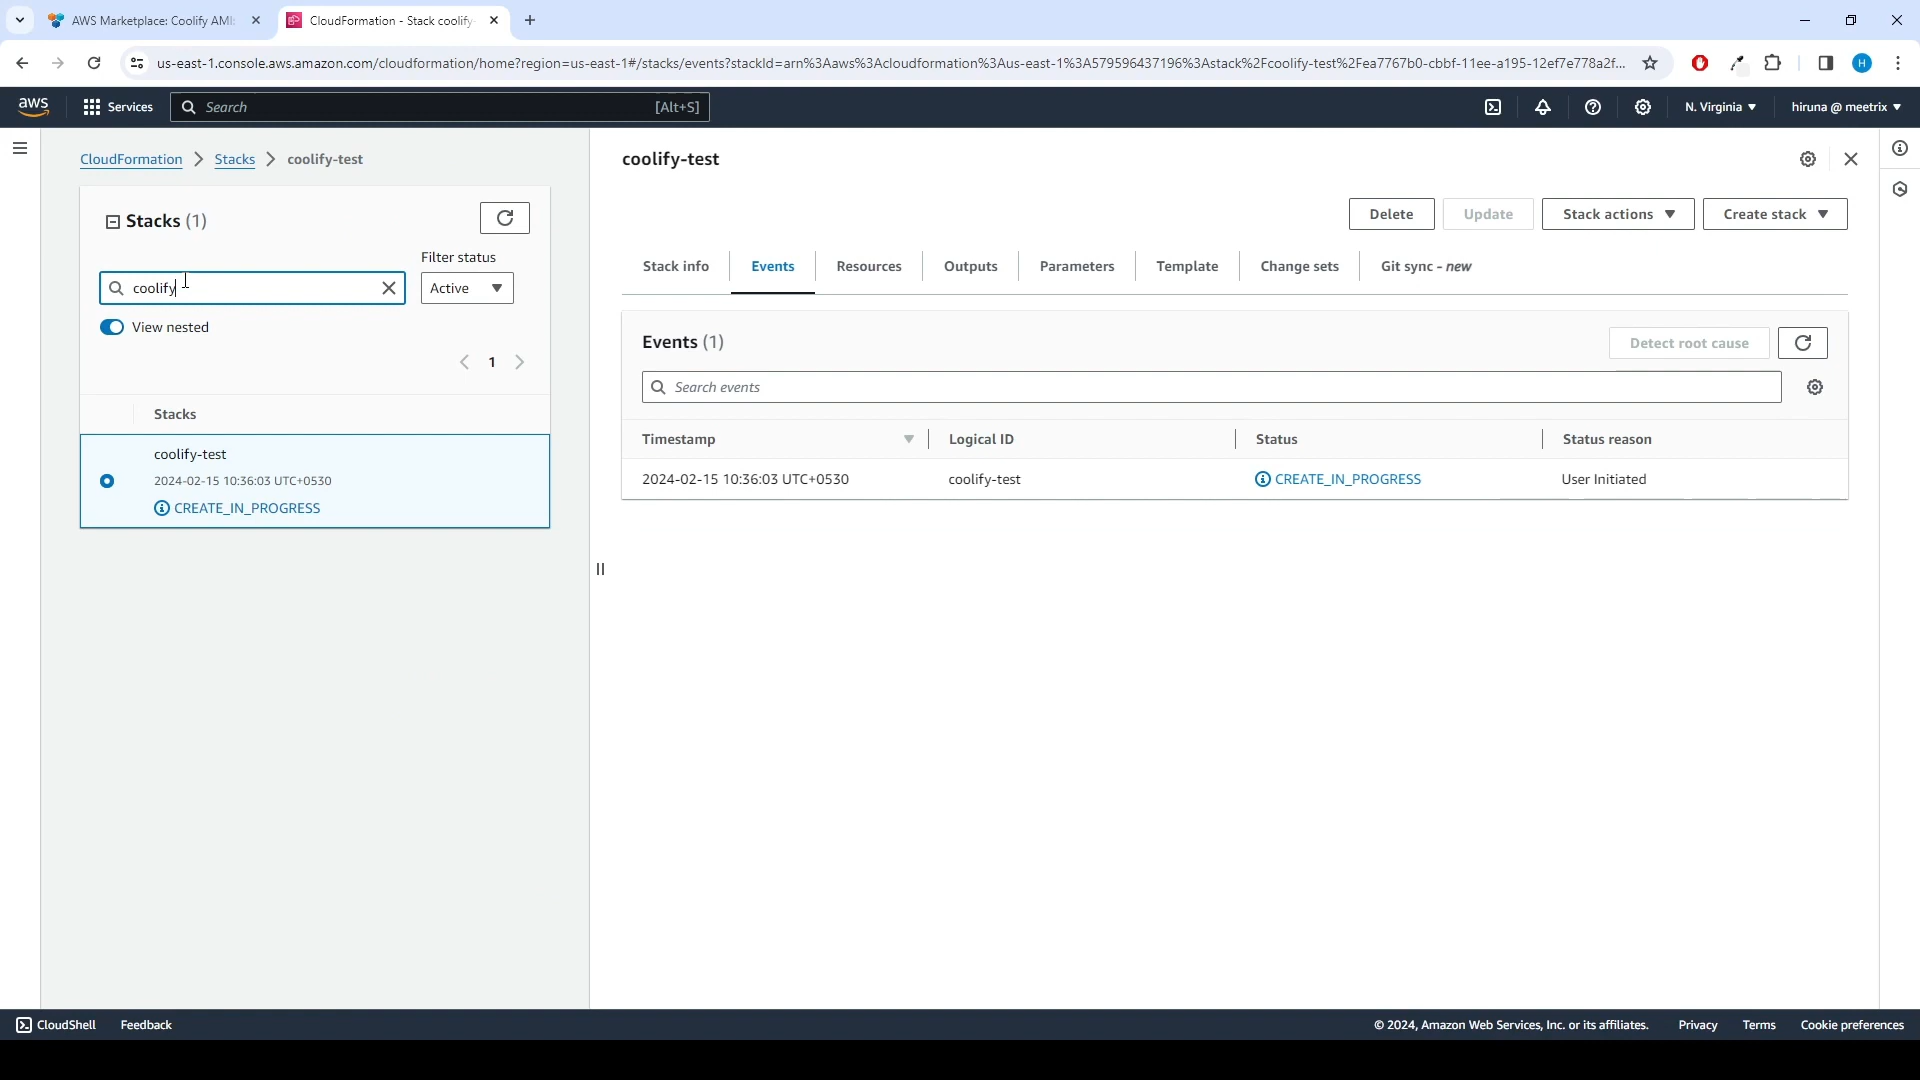 AWS Marketplace: Coolify AMI:
CloudFormation - Stack coolify-
us-east-1.console.aws.amazon.com/cloudformation/home?region=us-east-1#/stacks/events?stackId=arn%3Aaws%3Acloudformation%3Aus-east-1%3A579596437196%3Astack%2Fcoolify-test%2Fea7767b0-cbbf-11ee-a195-12ef7e778a2f...
H
aws
Services
Search
[Alt+S]
N. Virginia
hiruna @ meetrix
CloudFormation
Stacks
coolify-test
Stacks (1)
Filter status
coolify
Active
View nested
1
Stacks
coolify-test
2024-02-15 10:36:03 UTC+0530
CREATE_IN_PROGRESS
coolify-test
Delete
Update
Stack actions
Create stack
Stack info
Events
Resources
Outputs
Parameters
Template
Change sets
Git sync - new
Events (1)
Detect root cause
Search events
Timestamp
Logical ID
Status
Status reason
2024-02-15 10:36:03 UTC+0530
coolify-test
CREATE_IN_PROGRESS
User Initiated
CloudShell
Feedback
© 2024, Amazon Web Services, Inc. or its affiliates.
Privacy
Terms
Cookie preferences